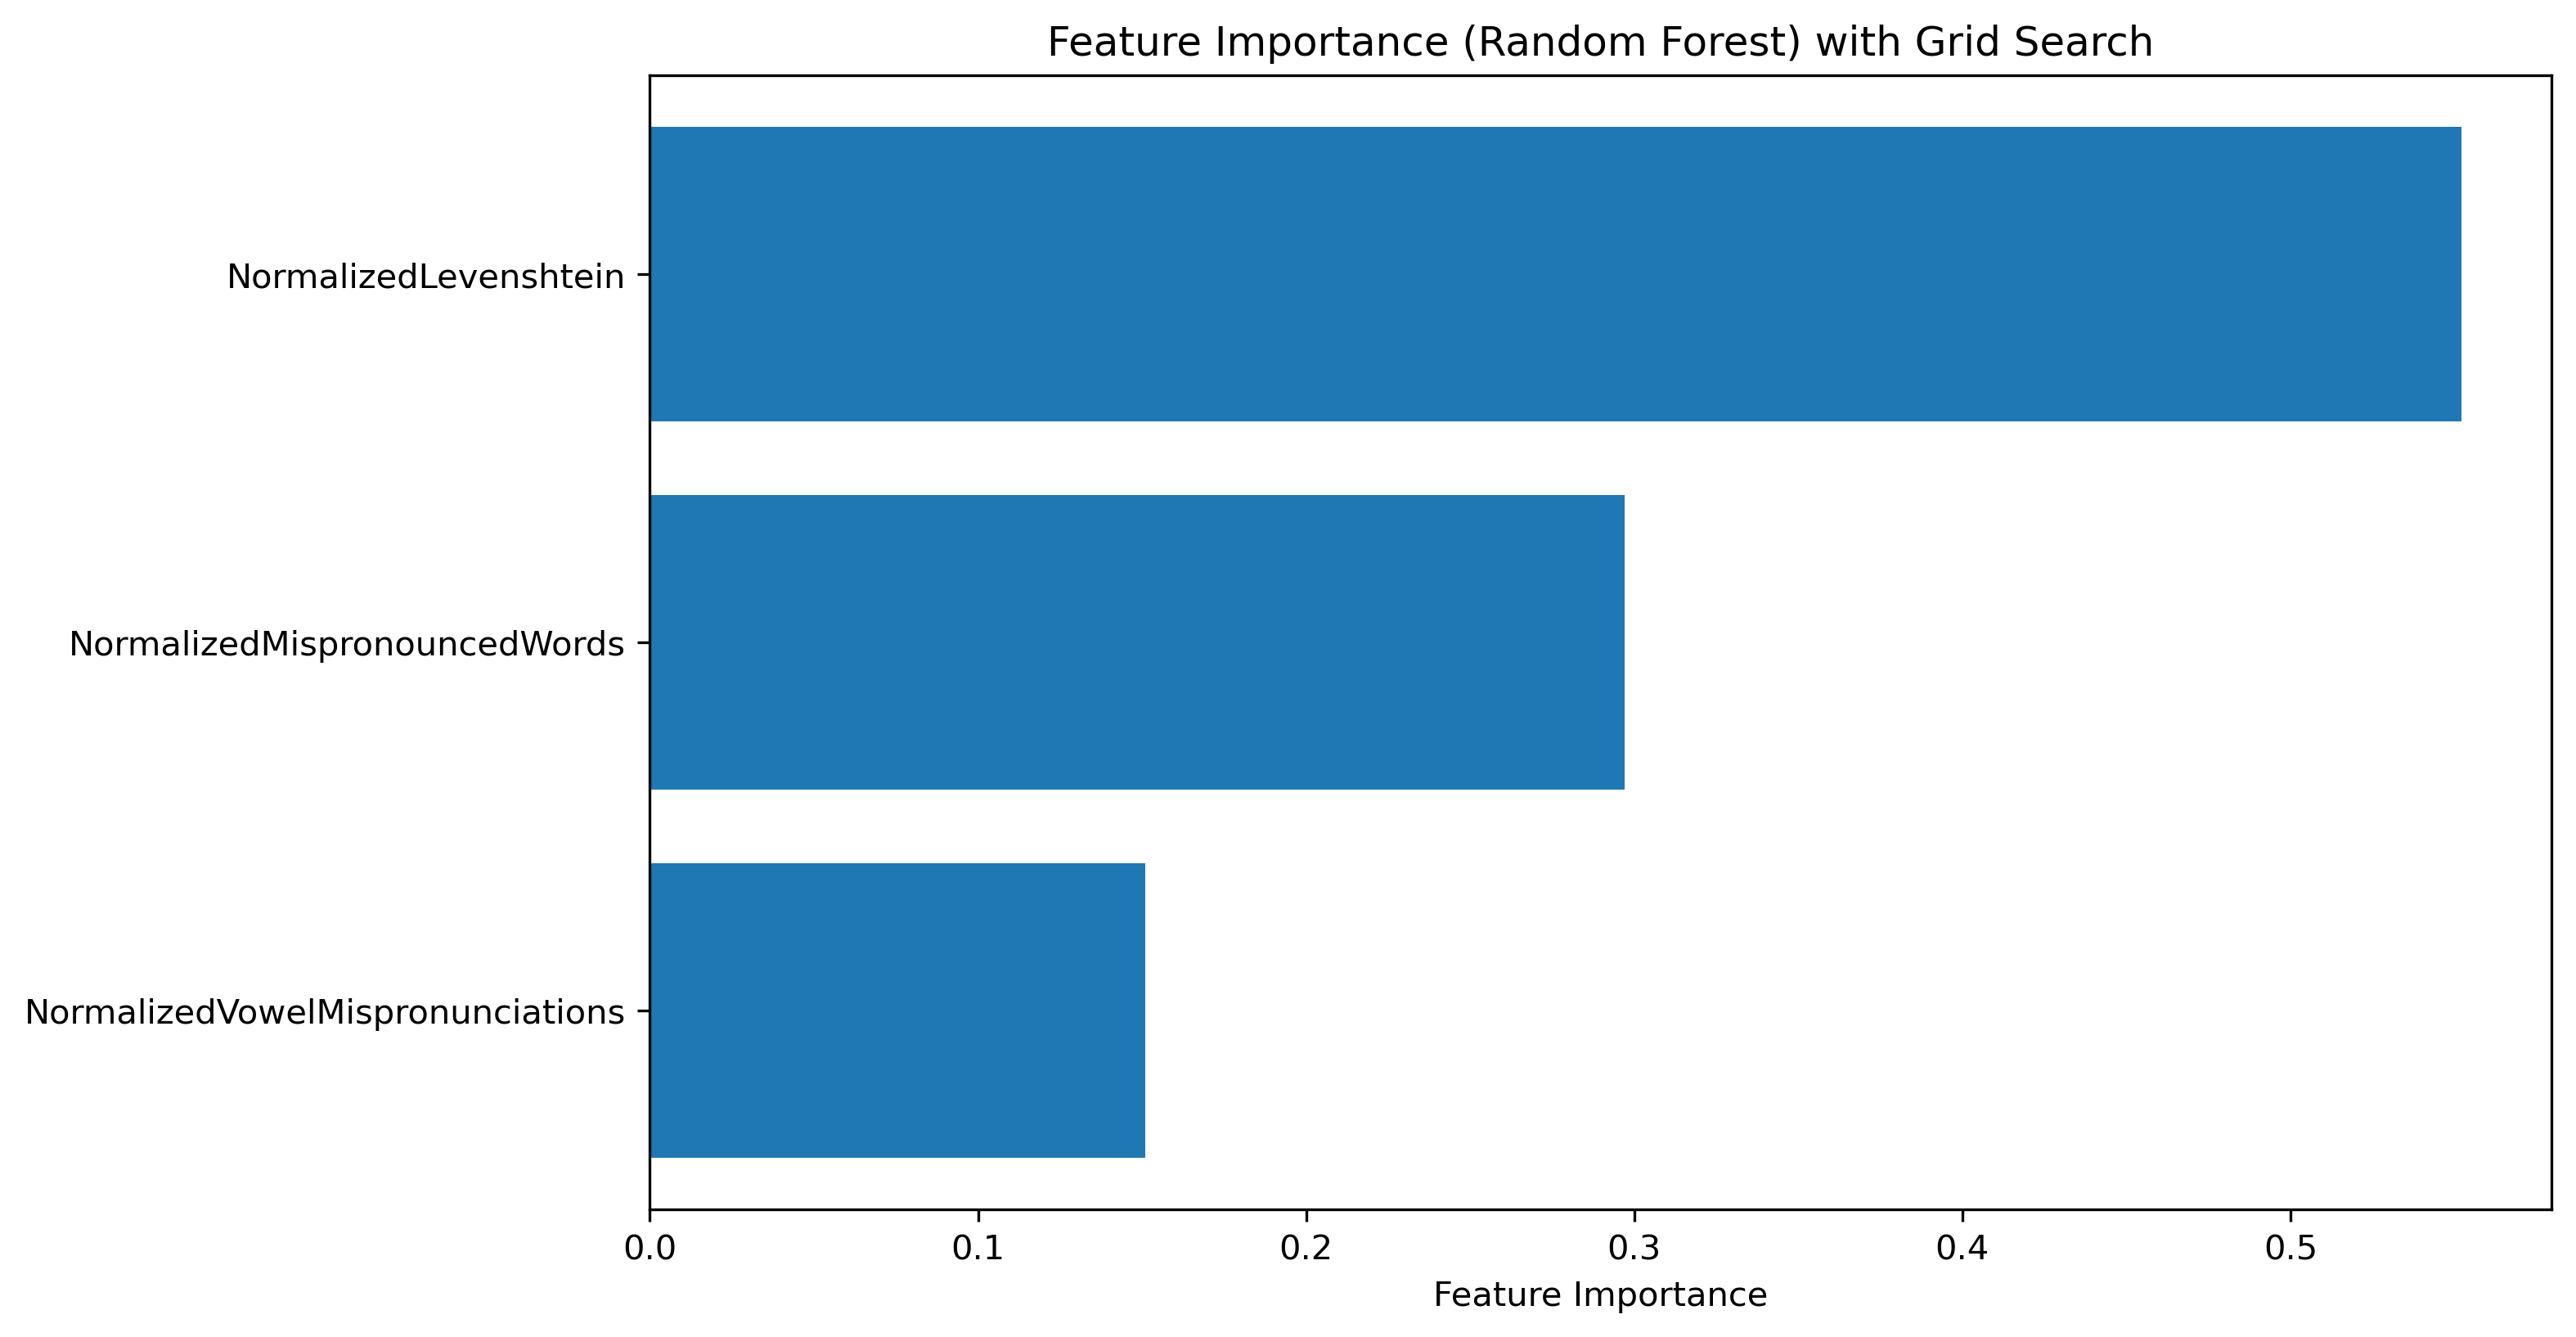 Feature Importance (Random Forest) with Grid Search
NormalizedLevenshtein
NormalizedMispronouncedWords
NormalizedVowelMispronunciations
0.0 0.1 0.2 0.3 0.4 0.5
Feature Importance